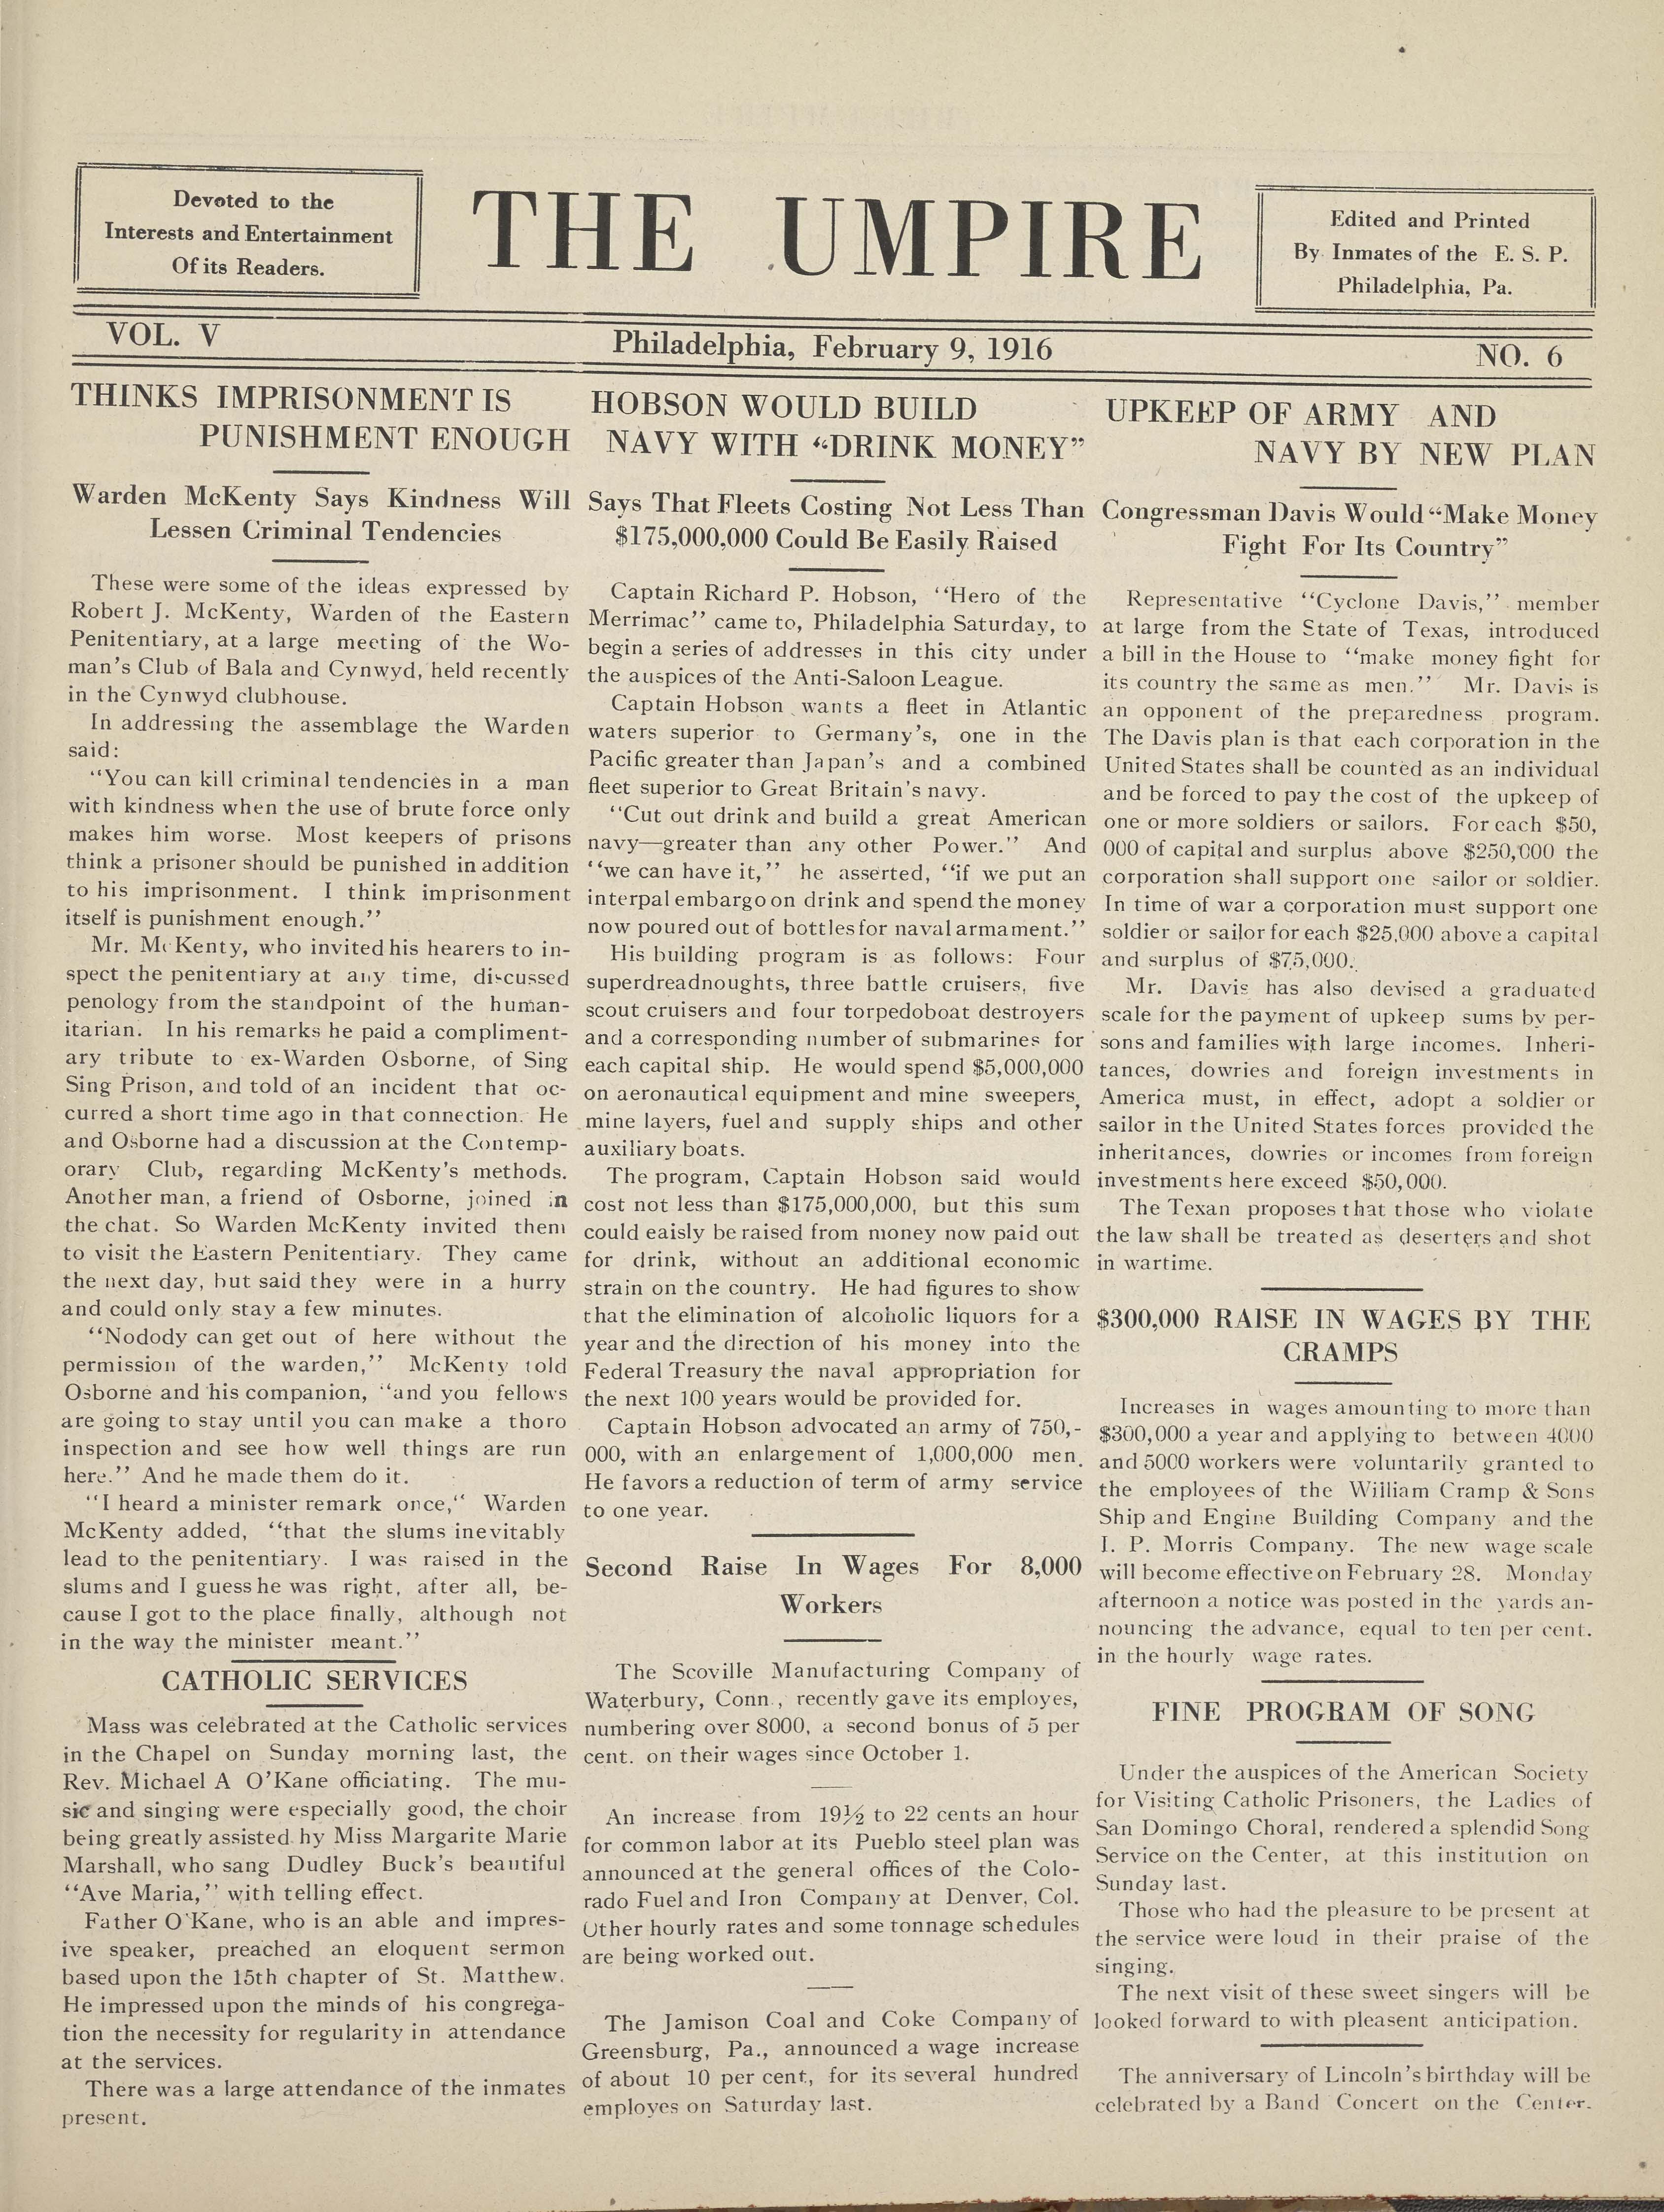 Devoted to the
Interests and Entertainment
Of its Readers.
THE UMPIRE
Edited and Printed
By Inmates of the E. S. P.
Philadelphia, Pa.
VOL. V
Philadelphia, February 9, 1916
NO. 6
THINKS IMPRISONMENT IS
PUNISHMENT ENOUGH
Warden McKenty Says Kindness Will
Lessen Criminal Tendencies
These were some of the ideas expressed by
Robert J. McKenty, Warden of the Eastern
Penitentiary, at a large meeting of the Wo-
man's Club of Bala and Cynwyd, held recently
in the Cynwyd clubhouse.
In addressing the assemblage the Warden
said:
"You can kill criminal tendencies in a man
with kindness when the use of brute force only
makes him worse. Most keepers of prisons
think a prisoner should be punished in addition
to his imprisonment. I think imprisonment
itself is punishment enough."
Mr. McKenty, who invited his hearers to in-
spect the penitentiary at any time, discussed
penology from the standpoint of the human-
itarian. In his remarks he paid a compliment-
ary tribute to ex-Warden Osborne, of Sing
Sing Prison, and told of an incident that oc-
curred a short time ago in that connection. He
and Osborne had a discussion at the Contemp-
orary Club, regarding McKenty's methods.
Another man, a friend of Osborne, joined in
the chat. So Warden McKenty invited them
to visit the Eastern Penitentiary. They came
the next day, but said they were in a hurry
and could only stay a few minutes.
"Nodody can get out of here without the
permission of the warden," McKenty told
Osborne and his companion, "and you fellows
are going to stay until you can make a thoro
inspection and see how well things are run
here." And he made them do it.
"I heard a minister remark once," Warden
McKenty added, "that the slums inevitably
lead to the penitentiary. I was raised in the
slums and I guess he was right, after all, be-
cause I got to the place finally, although not
in the way the minister meant."
CATHOLIC SERVICES
Mass was celebrated at the Catholic services
in the Chapel on Sunday morning last, the
Rev. Michael A O'Kane officiating. The mu-
sic and singing were especially good, the choir
being greatly assisted hy Miss Margarite Marie
Marshall, who sang Dudley Buck's beautiful
"Ave Maria," with telling effect.
Father O'Kane, who is an able and impres-
ive speaker, preached an eloquent sermon
based upon the 15th chapter of St. Matthew.
He impressed upon the minds of his congrega-
tion the necessity for regularity in attendance
at the services.
There was a large attendance of the inmates
present.
HOBSON WOULD BUILD
NAVY WITH "DRINK MONEY"
Says That Fleets Costing Not Less Than
$175,000,000 Could Be Easily Raised
Captain Richard P. Hobson, "Hero of the
Merrimac" came to, Philadelphia Saturday, to
begin a series of addresses in this city under
the auspices of the Anti-Saloon League.
Captain Hobson wants a fleet in Atlantic
waters superior to Germany's, one in the
Pacific greater than Japan's and a combined
fleet superior to Great Britain's navy.
"Cut out drink and build a great American
navy—greater than any other Power." And
"we can have it," he asserted, "if we put an
interpal embargo on drink and spend the money
now poured out of bottles for naval armament."
His building program is as follows: Four
superdreadnoughts, three battle cruisers, five
scout cruisers and four torpedoboat destroyers
and a corresponding number of submarines for
each capital ship. He would spend $5,000,000
on aeronautical equipment and mine sweepers,
mine layers, fuel and supply ships and other
auxiliary boats.
The program, Captain Hobson said would
cost not less than $175,000,000, but this sum
could eaisly be raised from money now paid out
for drink, without an additional economic
strain on the country. He had figures to show
that the elimination of alcoholic liquors for a
year and the direction of his money into the
Federal Treasury the naval appropriation for
the next 100 years would be provided for.
Captain Hobson advocated an army of 750,-
000, with an enlargement of 1,000,000 men.
He favors a reduction of term of army service
to one year.
Second Raise In Wages For 8,000
Workers
The Scoville Manufacturing Company of
Waterbury, Conn., recently gave its employes,
numbering over 8000, a second bonus of 5 per
cent. on their wages since October 1.
An increase from 19½ to 22 cents an hour
for common labor at its Pueblo steel plan was
announced at the general offices of the Colo-
rado Fuel and Iron Company at Denver, Col.
Other hourly rates and some tonnage schedules
are being worked out.
The Jamison Coal and Coke Company of
Greensburg, Pa., announced a wage increase
of about 10 per cent, for its several hundred
employes on Saturday last.
UPKEEP OF ARMY AND
NAVY BY NEW PLAN
Congressman Davis Would "Make Money
Fight For Its Country"
Representative "Cyclone Davis," member
at large from the State of Texas, introduced
a bill in the House to "make money fight for
its country the same as men." Mr. Davis is
an opponent of the preparedness program.
The Davis plan is that each corporation in the
United States shall be counted as an individual
and be forced to pay the cost of the upkeep of
one or more soldiers or sailors. For each $50,
000 of capital and surplus above $250,000 the
corporation shall support one sailor or soldier.
In time of war a corporation must support one
soldier or sailor for each $25,000 above a capital
and surplus of $75,000.
Mr. Davis has also devised a graduated
scale for the payment of upkeep sums by per-
sons and families with large incomes. Inheri-
tances, dowries and foreign investments in
America must, in effect, adopt a soldier or
sailor in the United States forces provided the
inheritances, dowries or incomes from foreign
investments here exceed $50,000.
The Texan proposes that those who violate
the law shall be treated as deserters and shot
in wartime.
$300,000 RAISE IN WAGES BY THE
CRAMPS
Increases in wages amounting to more than
$300,000 a year and applying to between 4000
and 5000 workers were voluntarily granted to
the employees of the William Cramp & Sons
Ship and Engine Building Company and the
I. P. Morris Company. The new wage scale
will become effective on February 28. Monday
afternoon a notice was posted in the yards an-
nouncing the advance, equal to ten per cent.
in the hourly wage rates.
FINE PROGRAM OF SONG
Under the auspices of the American Society
for Visiting Catholic Prisoners, the Ladies of
San Domingo Choral, rendered a splendid Song
Service on the Center, at this institution on
Sunday last.
Those who had the pleasure to be present at
the service were loud in their praise of the
singing.
The next visit of these sweet singers will be
looked forward to with pleasent anticipation.
The anniversary of Lincoln's birthday will be
celebrated by a Band Concert on the Center.